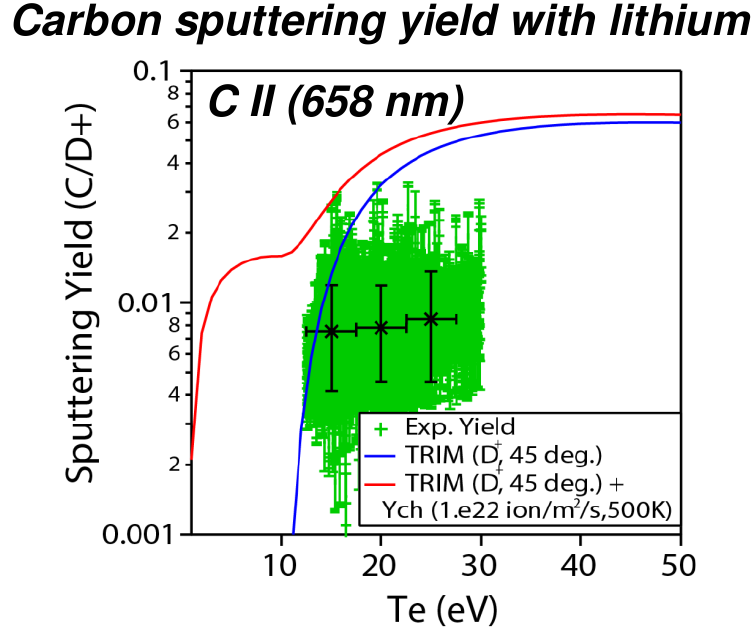 Carbon sputtering yield with lithium
C II (658 nm)
Sputtering Yield (C/D+)
0.1
8
6
4
2
0.01
8
6
4
2
0.001
Exp. Yield
TRIM (D+, 45 deg.)
TRIM (D+, 45 deg.) +
Ych (1.e22 ion/m²/s,500K)
10 20 30 40 50
Te (eV)